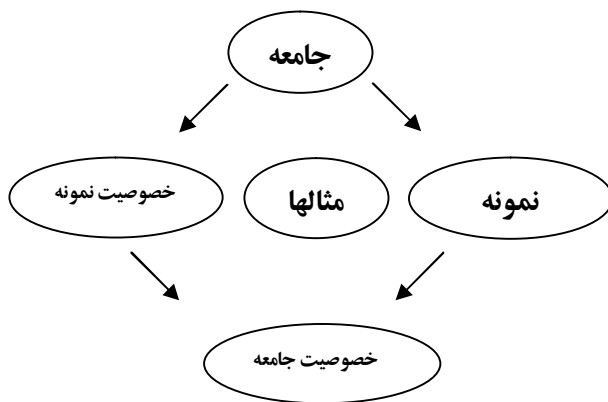 جامعه
نمونه
مثالها
خصوصیت نمونه
خصوصیت جامعه